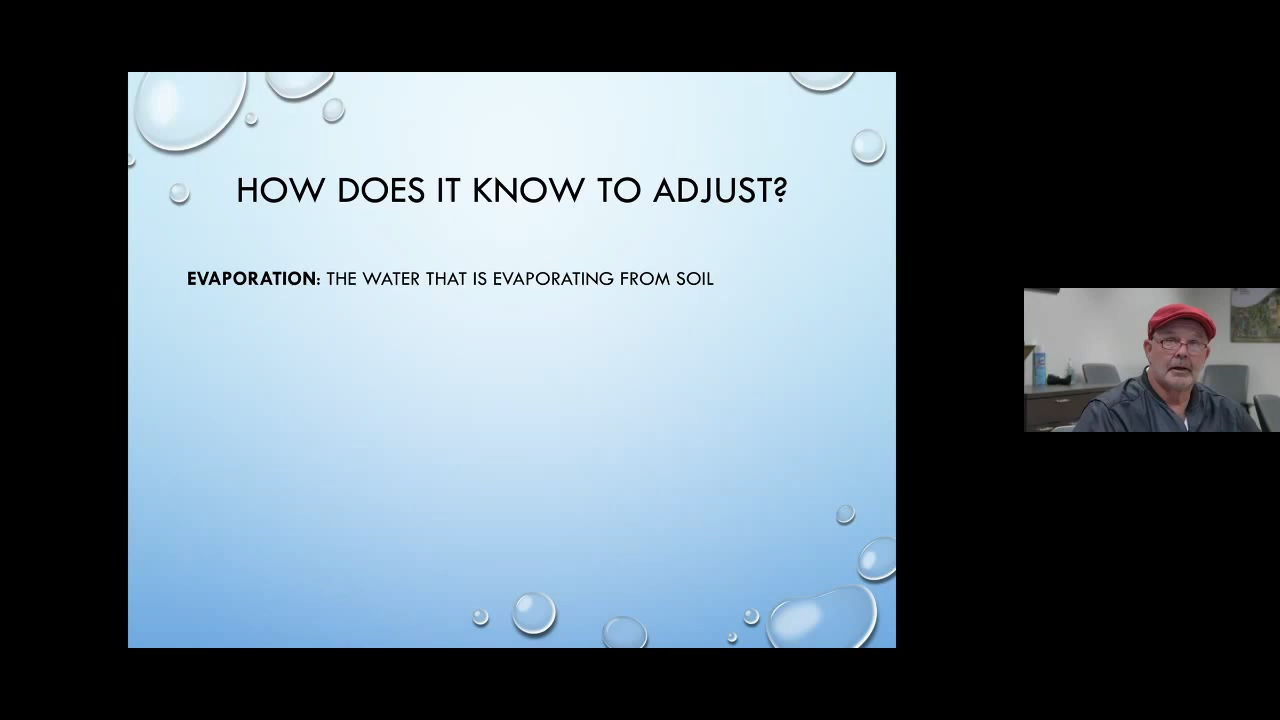 HOW DOES IT KNOW TO ADJUST?
EVAPORATION: THE WATER THAT IS EVAPORATING FROM SOIL